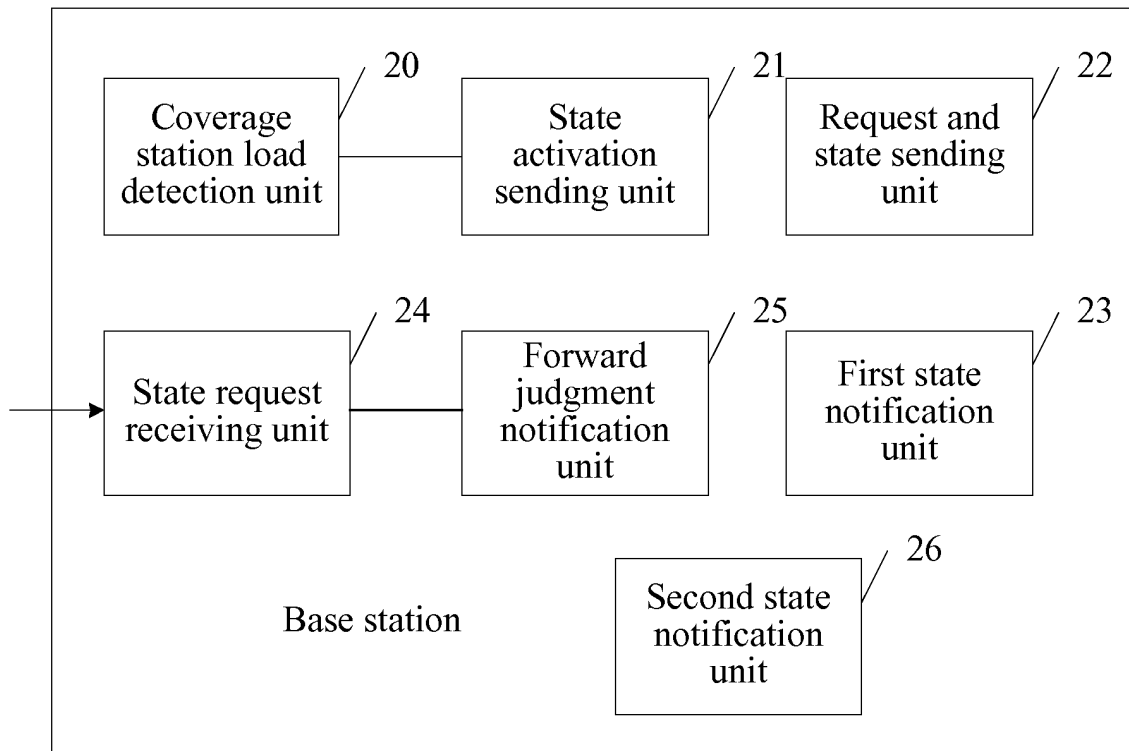 20
Coverage
station load
detection unit
21
State
activation
sending unit
22
Request and
state sending
unit
24
State request
receiving unit
25
Forward
judgment
notification
unit
23
First state
notification
unit
26
Second state
notification
unit
Base station